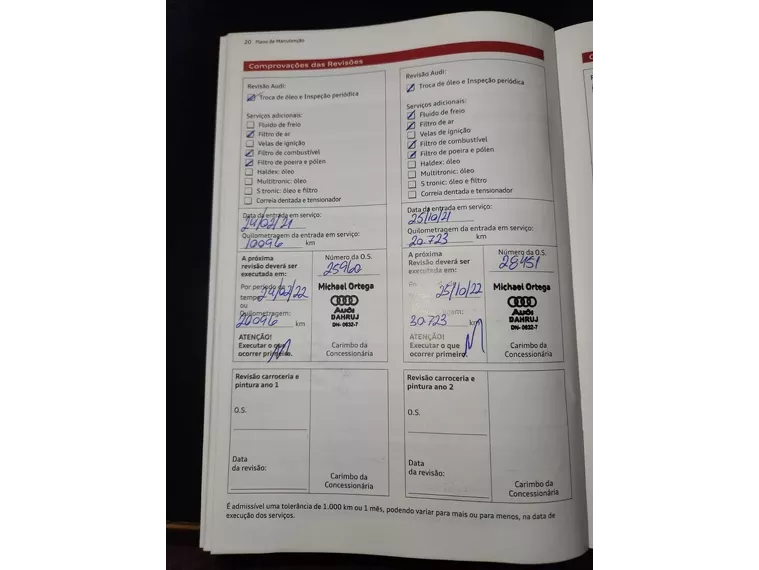 20 Plano de Manutenção
Comprovações das Revisões
Revisão Audi:
Troca de óleo e Inspeção periódica
Serviços adicionais:
Fluido de freio
Filtro de ar
Velas de ignição
Filtro de combustível
Filtro de poeira e pólen
Haldex: óleo
Multitronic: óleo
S tronic: óleo e filtro
Correia dentada e tensionador
Data da entrada em serviço:
24/02/21
Quilometragem da entrada em serviço:
10096 km
A próxima
revisão deverá ser
executada em:
Por período de
tempo: 24/02/22
ou
Quilometragem:
20096 km
ATENÇÃO!
Executar o que
ocorrer primeiro.
Número da O.S.
25960
Michael Ortega
Audi
DAHRUJ
DN- 0632-7
Carimbo da
Concessionária
Revisão carroceria e
pintura ano 1
O.S.
Data
da revisão:
Carimbo da
Concessionária
Revisão Audi:
Troca de óleo e Inspeção periódica
Serviços adicionais:
Fluido de freio
Filtro de ar
Velas de ignição
Filtro de combustível
Filtro de poeira e pólen
Haldex: óleo
Multitronic: óleo
S tronic: óleo e filtro
Correia dentada e tensionador
Data da entrada em serviço:
25/10/21
Quilometragem da entrada em serviço:
20.723 km
A próxima
revisão deverá ser
executada em:
25/10/22
30.723 km
ATENÇÃO!
Executar o que
ocorrer primeiro.
Número da O.S.
28451
Michael Ortega
Audi
DAHRUJ
DN- 0632-7
Carimbo da
Concessionária
Revisão carroceria e
pintura ano 2
O.S.
Data
da revisão:
Carimbo da
Concessionária
É admissível uma tolerância de 1.000 km ou 1 mês, podendo variar para mais ou para menos, na data de
execução dos serviços.